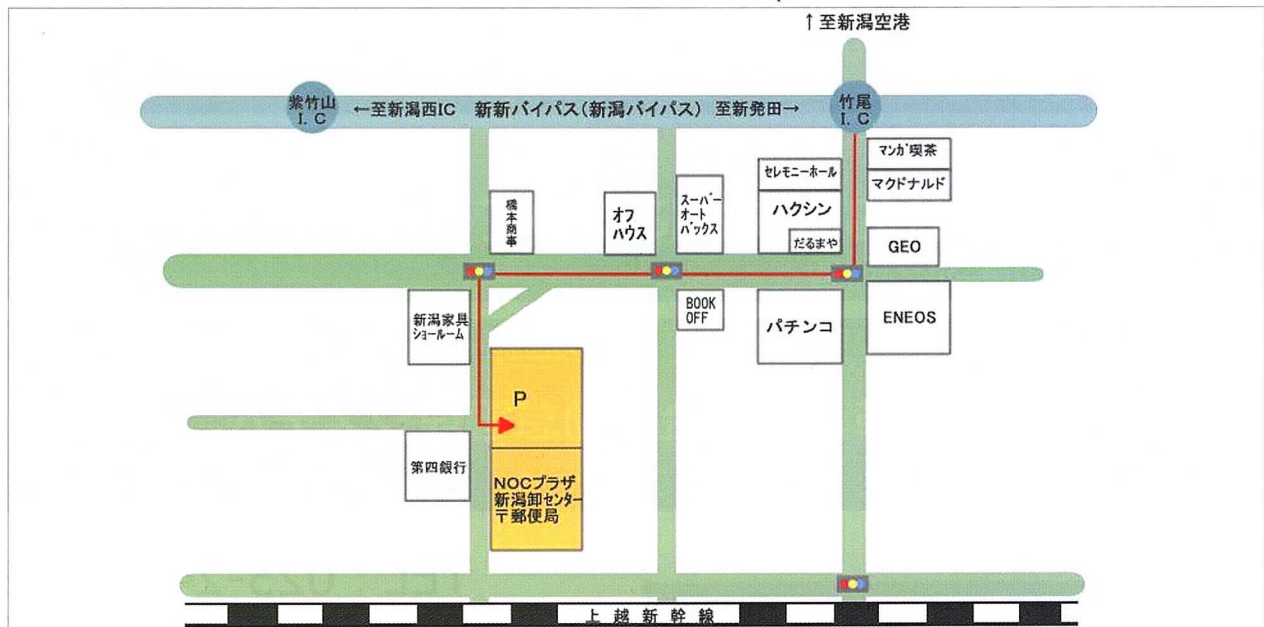 ↑至新潟空港
紫竹山
I.C
←至新潟西IC 新新バイパス(新潟バイパス) 至新発田→
竹尾
I.C
マンガ喫茶
マクドナルド
セレモニーホール
ハクシン
だるまや
スーパー
オート
バックス
オフ
ハウス
橋本商事
GEO
新潟家具
ショールーム
BOOK
OFF
パチンコ
ENEOS
P
第四銀行
NOCプラザ
新潟卸センター
〒郵便局
上越新幹線